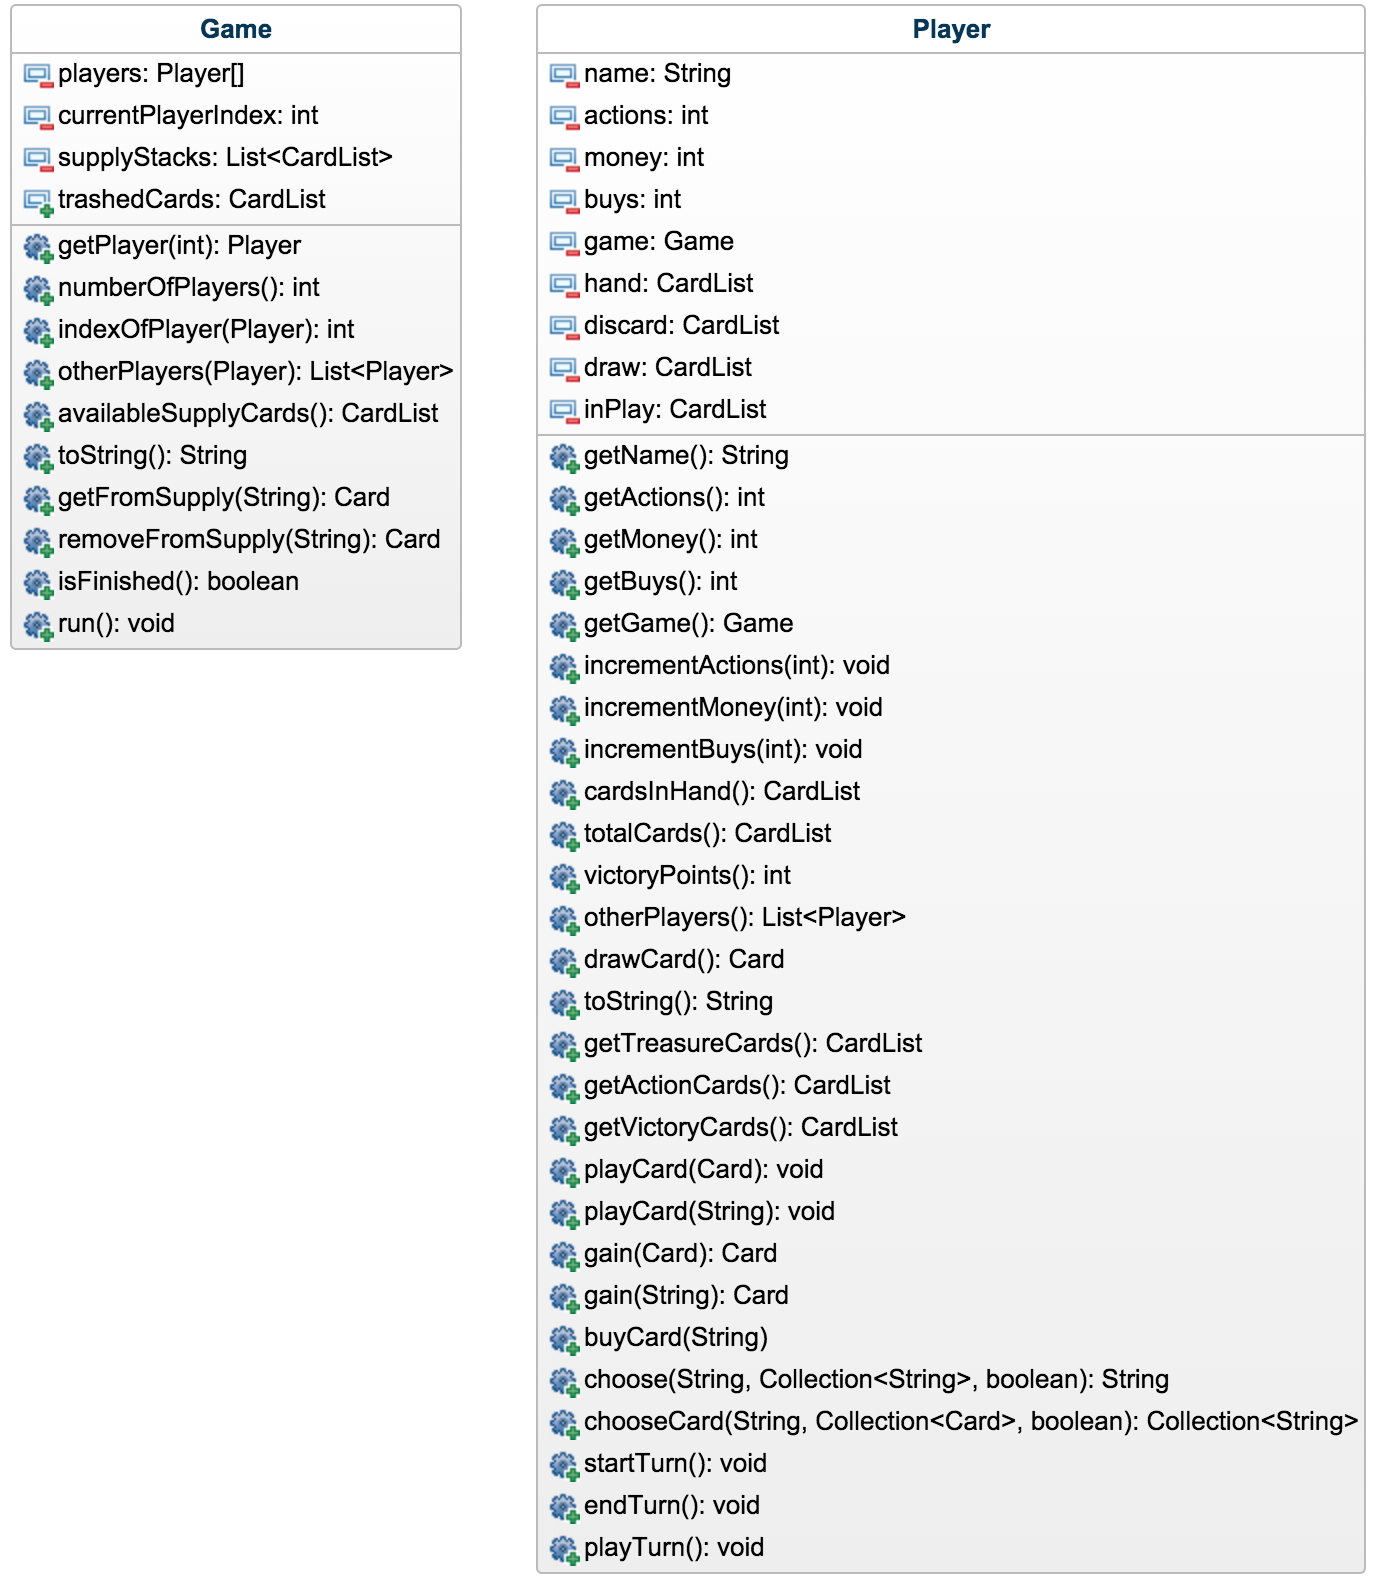 Game
players: Player[]
currentPlayerIndex: int
supplyStacks: List<CardList>
trashedCards: CardList
getPlayer(int): Player
numberOfPlayers(): int
indexOfPlayer(Player): int
otherPlayers(Player): List<Player>
availableSupplyCards(): CardList
toString(): String
getFromSupply(String): Card
removeFromSupply(String): Card
isFinished(): boolean
run(): void
Player
name: String
actions: int
money: int
buys: int
game: Game
hand: CardList
discard: CardList
draw: CardList
inPlay: CardList
getName(): String
getActions(): int
getMoney(): int
getBuys(): int
getGame(): Game
incrementActions(int): void
incrementMoney(int): void
incrementBuys(int): void
cardsInHand(): CardList
totalCards(): CardList
victoryPoints(): int
otherPlayers(): List<Player>
drawCard(): Card
toString(): String
getTreasureCards(): CardList
getActionCards(): CardList
getVictoryCards(): CardList
playCard(Card): void
playCard(String): void
gain(Card): Card
gain(String): Card
buyCard(String)
choose(String, Collection<String>, boolean): String
chooseCard(String, Collection<Card>, boolean): Collection<String>
startTurn(): void
endTurn(): void
playTurn(): void